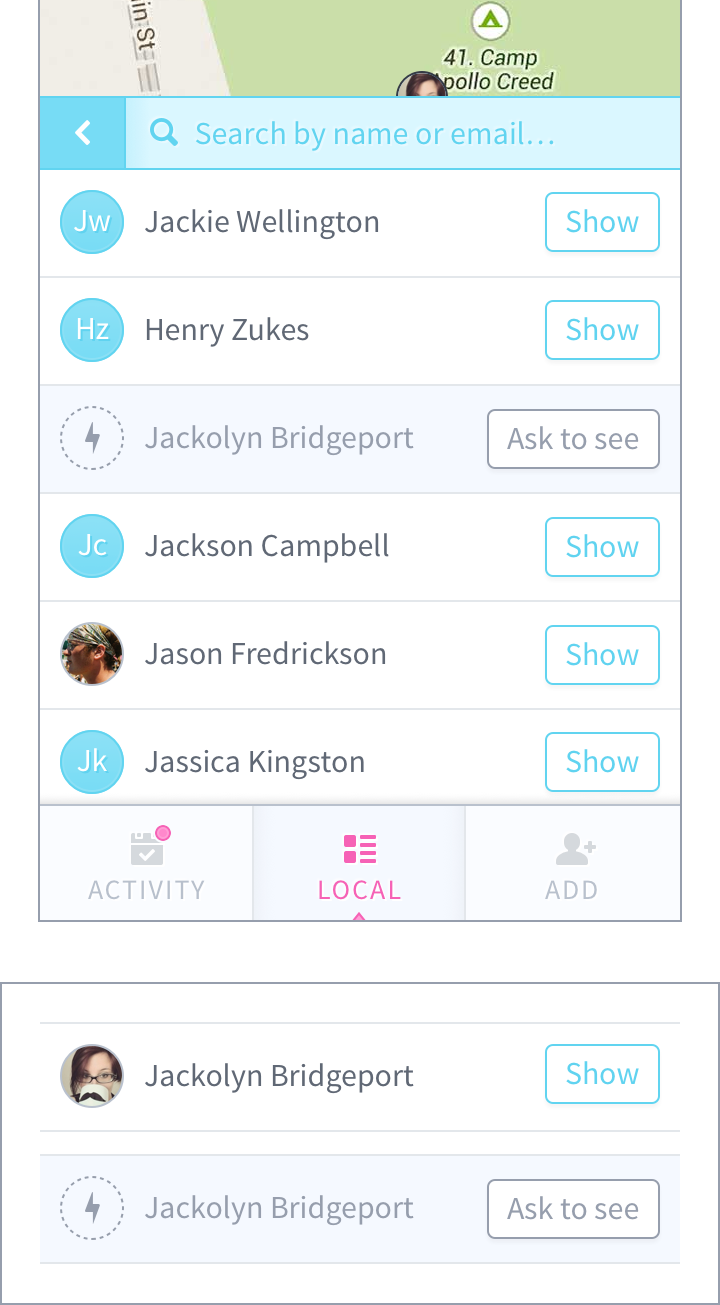 in St
41. Camp
Apollo Creed
Search by name or email…
Jw Jackie Wellington Show
Hz Henry Zukes Show
Jackolyn Bridgeport Ask to see
Jc Jackson Campbell Show
Jason Fredrickson Show
Jk Jassica Kingston Show
ACTIVITY LOCAL ADD
Jackolyn Bridgeport Show
Jackolyn Bridgeport Ask to see